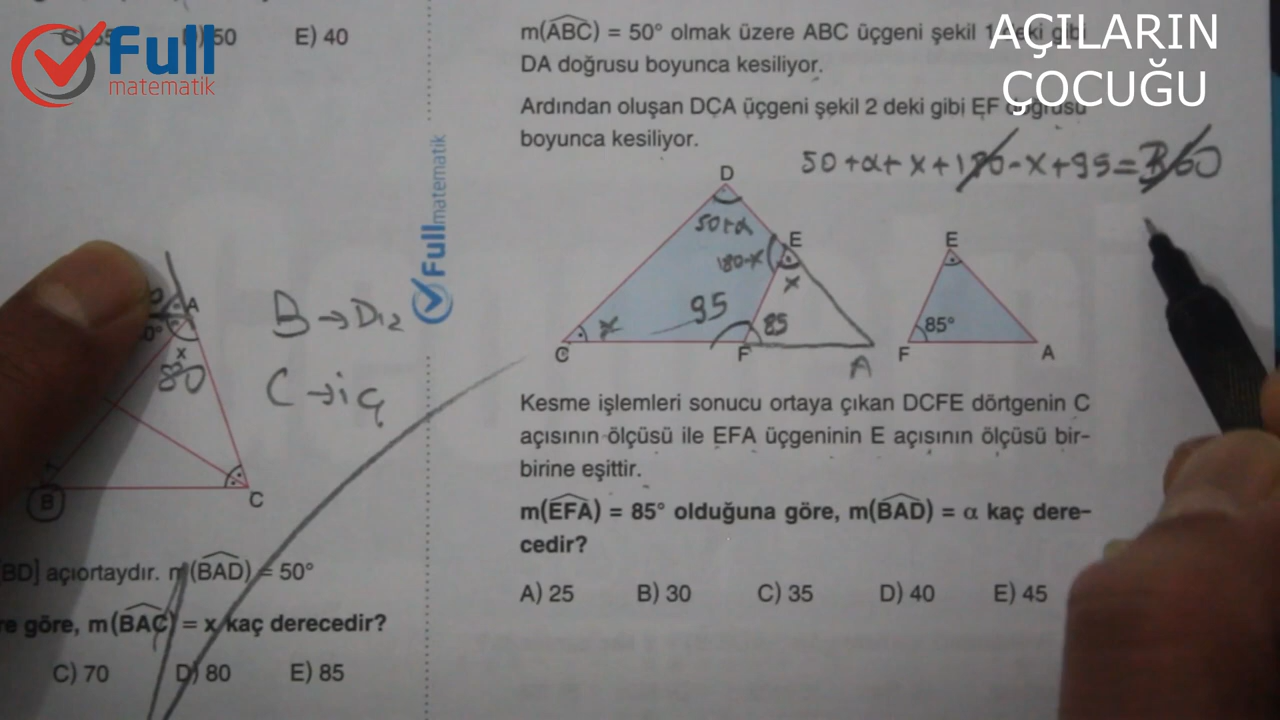 C) 55 D) 50 E) 40
Full
matematik
B → Dız
C → iç
A
x
80
B
C
[BD] açıortaydır. m(BAD) = 50°
re göre, m(BAC) = x kaç derecedir?
C) 70 D) 80 E) 85
Fullmatematik
AÇILARIN
ÇOCUĞU
m(ABC) = 50° olmak üzere ABC üçgeni şekil 1 deki gibi
DA doğrusu boyunca kesiliyor.
Ardından oluşan DCA üçgeni şekil 2 deki gibi EF doğrusu
boyunca kesiliyor.
50+α+x+180-x+95=360
D
50+α
E
180-x
x
95
85
x
C
F
A
E
85°
F
A
Kesme işlemleri sonucu ortaya çıkan DCFE dörtgenin C
açısının ölçüsü ile EFA üçgeninin E açısının ölçüsü bir-
birine eşittir.
m(EFA) = 85° olduğuna göre, m(BAD) = α kaç dere-
cedir?
A) 25 B) 30 C) 35 D) 40 E) 45